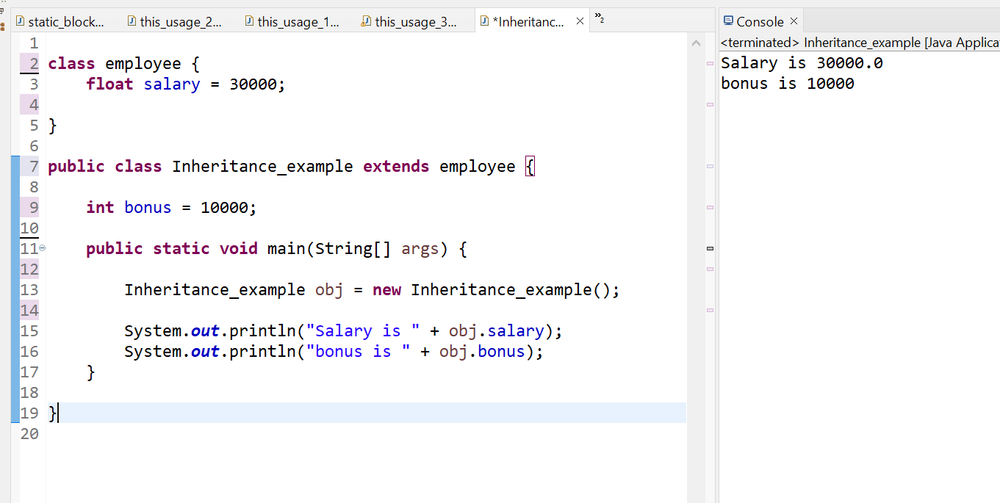 static_block... this_usage_2... this_usage_1... this_usage_3... *Inheritanc... »2
1
2 class employee {
3     float salary = 30000;
4
5 }
6
7 public class Inheritance_example extends employee {
8
9     int bonus = 10000;
10
11     public static void main(String[] args) {
12
13         Inheritance_example obj = new Inheritance_example();
14
15         System.out.println("Salary is " + obj.salary);
16         System.out.println("bonus is " + obj.bonus);
17     }
18
19 }
20
Console
<terminated> Inheritance_example [Java Applica
Salary is 30000.0
bonus is 10000